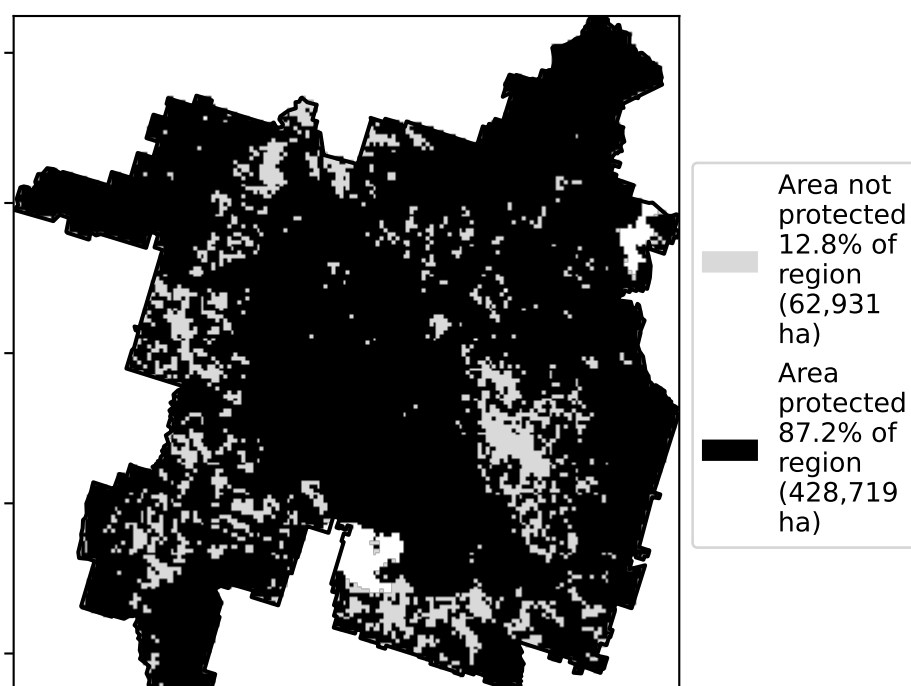 Area not
protected
12.8% of
region
(62,931
ha)
Area
protected
87.2% of
region
(428,719
ha)